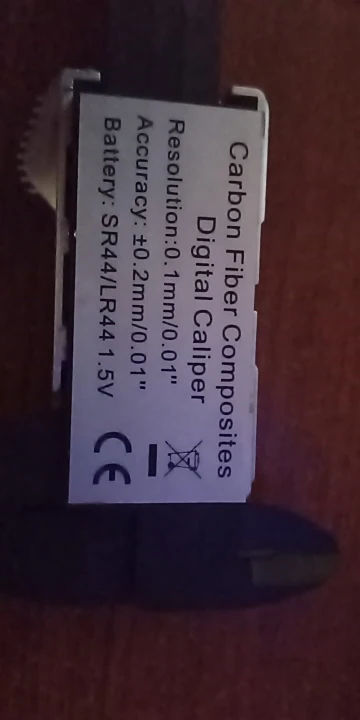 Carbon Fiber Composites
Digital Caliper
Resolution:0.1mm/0.01"
Accuracy: ±0.2mm/0.01"
Battery: SR44/LR44 1.5V
CE